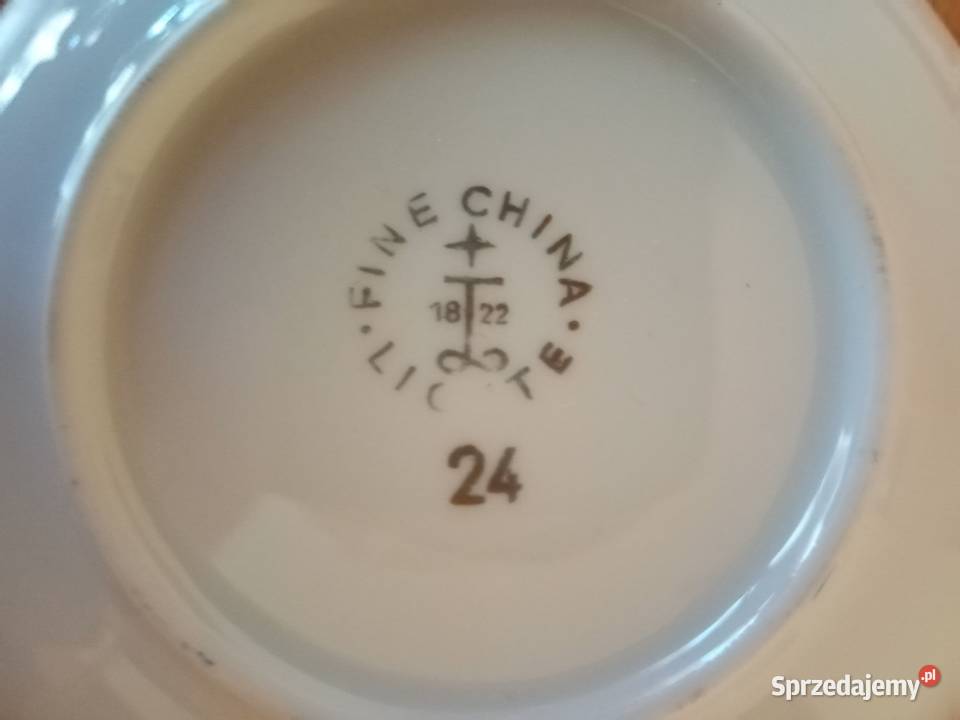 FINE CHINA
18 22
24
Sprzedajemy.pl